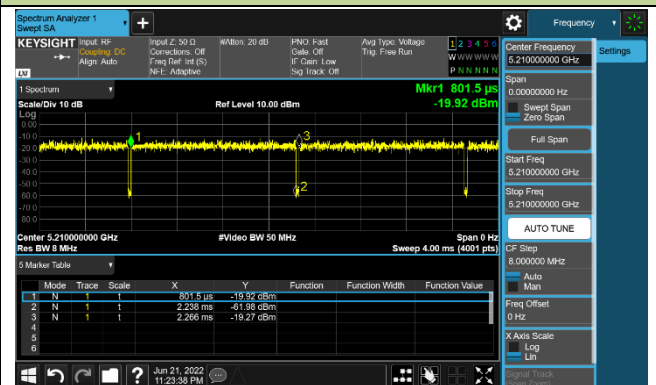 Spectrum Analyzer 1
Swept SA
Frequency
KEYSIGHT
Input: RF
Coupling: DC
Align: Auto
Input Z: 50 Ω
Corrections: Off
Freq Ref: Int (S)
NFE: Adaptive
#Atten: 20 dB
PNO: Fast
Gate: Off
IF Gain: Low
Sig Track: Off
Avg Type: Voltage
Trig: Free Run
1 2 3 4 5 6
W W W W W W
P N N N N N
LXI
1 Spectrum
Scale/Div 10 dB
Ref Level 10.00 dBm
Mkr1 801.5 µs
-19.92 dBm
Log
0.00
-10.0
-20.0
-30.0
-40.0
-50.0
-60.0
-70.0
-80.0
1
3
2
Center 5.210000000 GHz
#Video BW 50 MHz
Span 0 Hz
Res BW 8 MHz
Sweep 4.00 ms (4001 pts)
5 Marker Table
Mode Trace Scale X Y Function Function Width Function Value
1 N 1 t 801.5 µs -19.92 dBm
2 N 1 t 2.238 ms -61.98 dBm
3 N 1 t 2.266 ms -19.27 dBm
4
5
6
Jun 21, 2022
11:23:38 PM
Center Frequency
5.210000000 GHz
Settings
Span
0.00000000 Hz
Swept Span
Zero Span
Full Span
Start Freq
5.210000000 GHz
Stop Freq
5.210000000 GHz
AUTO TUNE
CF Step
8.000000 MHz
Auto
Man
Freq Offset
0 Hz
X Axis Scale
Log
Lin
Signal Track
(Span Zoom)